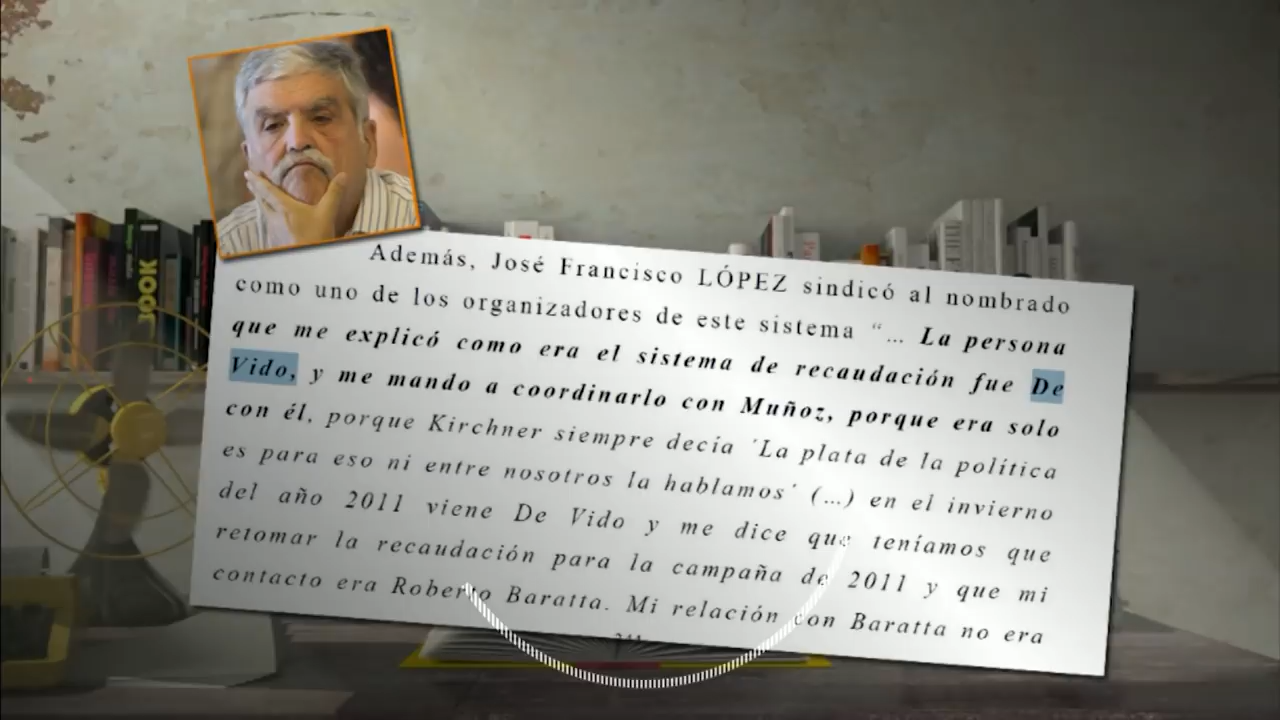 BOOK
Además, José Francisco LÓPEZ sindicó al nombrado
como uno de los organizadores de este sistema “... La persona
que me explicó como era el sistema de recaudación fue De
Vido, y me mando a coordinarlo con Muñoz, porque era solo
con él, porque Kirchner siempre decía ´La plata de la política
es para eso ni entre nosotros la hablamos´ (...) en el invierno
del año 2011 viene De Vido y me dice que teníamos que
retomar la recaudación para la campaña de 2011 y que mi
contacto era Roberto Baratta. Mi relación con Baratta no era